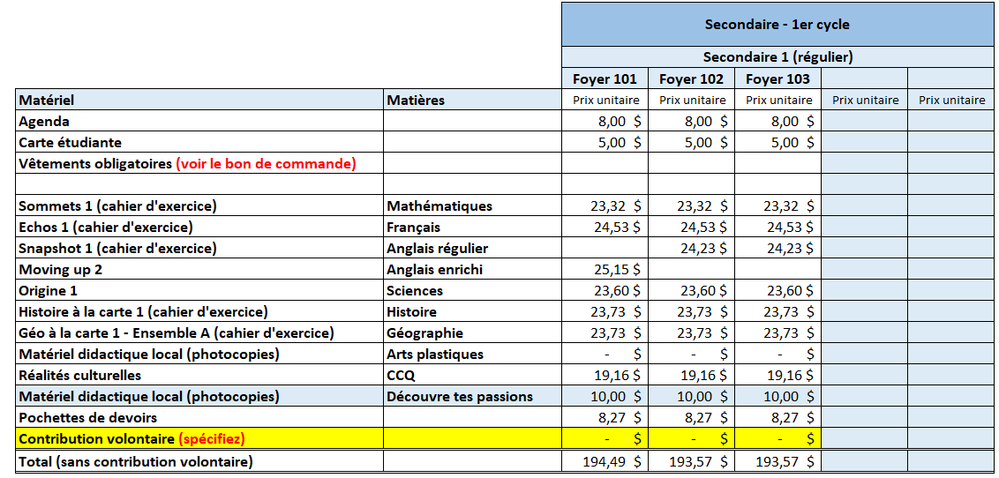 Secondaire - 1er cycle
Secondaire 1 (régulier)
Foyer 101 Foyer 102 Foyer 103
Matériel Matières Prix unitaire Prix unitaire Prix unitaire Prix unitaire Prix unitaire
Agenda 8,00 $ 8,00 $ 8,00 $
Carte étudiante 5,00 $ 5,00 $ 5,00 $
Vêtements obligatoires (voir le bon de commande)
Sommets 1 (cahier d'exercice) Mathématiques 23,32 $ 23,32 $ 23,32 $
Echos 1 (cahier d'exercice) Français 24,53 $ 24,53 $ 24,53 $
Snapshot 1 (cahier d'exercice) Anglais régulier 24,23 $ 24,23 $
Moving up 2 Anglais enrichi 25,15 $
Origine 1 Sciences 23,60 $ 23,60 $ 23,60 $
Histoire à la carte 1 (cahier d'exercice) Histoire 23,73 $ 23,73 $ 23,73 $
Géo à la carte 1 - Ensemble A (cahier d'exercice) Géographie 23,73 $ 23,73 $ 23,73 $
Matériel didactique local (photocopies) Arts plastiques - $ - $ - $
Réalités culturelles CCQ 19,16 $ 19,16 $ 19,16 $
Matériel didactique local (photocopies) Découvre tes passions 10,00 $ 10,00 $ 10,00 $
Pochettes de devoirs 8,27 $ 8,27 $ 8,27 $
Contribution volontaire (spécifiez) - $ - $ - $
Total (sans contribution volontaire) 194,49 $ 193,57 $ 193,57 $